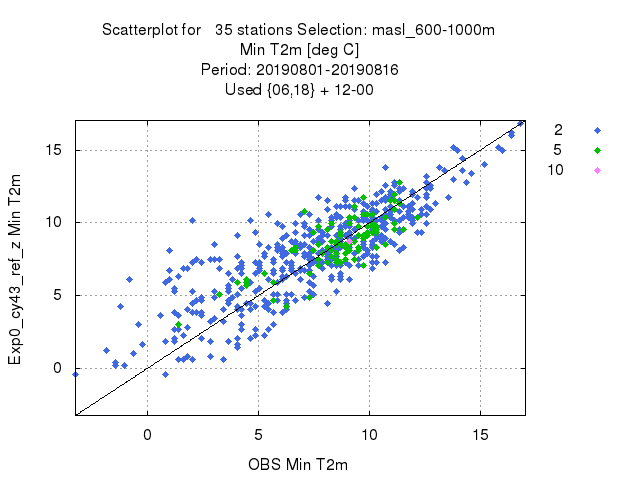 Scatterplot for   35 stations Selection: masl_600-1000m
Min T2m [deg C]
Period: 20190801-20190816
Used {06,18} + 12-00
2
5
10
15
10
5
0
Exp0_cy43_ref_z Min T2m
0 5 10 15
OBS Min T2m